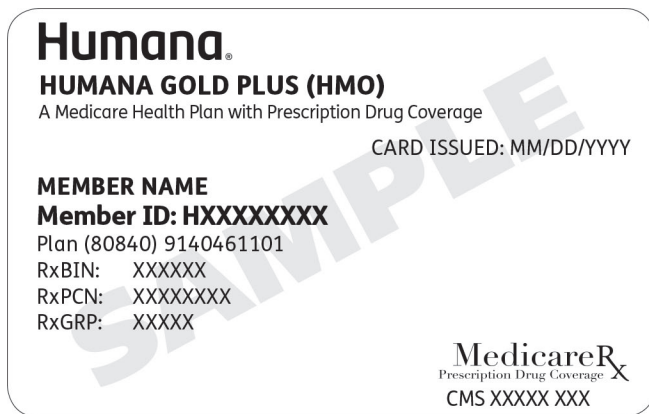 Humana®
HUMANA GOLD PLUS (HMO)
A Medicare Health Plan with Prescription Drug Coverage
CARD ISSUED: MM/DD/YYYY
MEMBER NAME
Member ID: HXXXXXXXX
Plan (80840) 9140461101
RxBIN: XXXXXX
RxPCN: XXXXXXXX
RxGRP: XXXXX
SAMPLE
MedicareRx
Prescription Drug Coverage
CMS XXXXX XXX